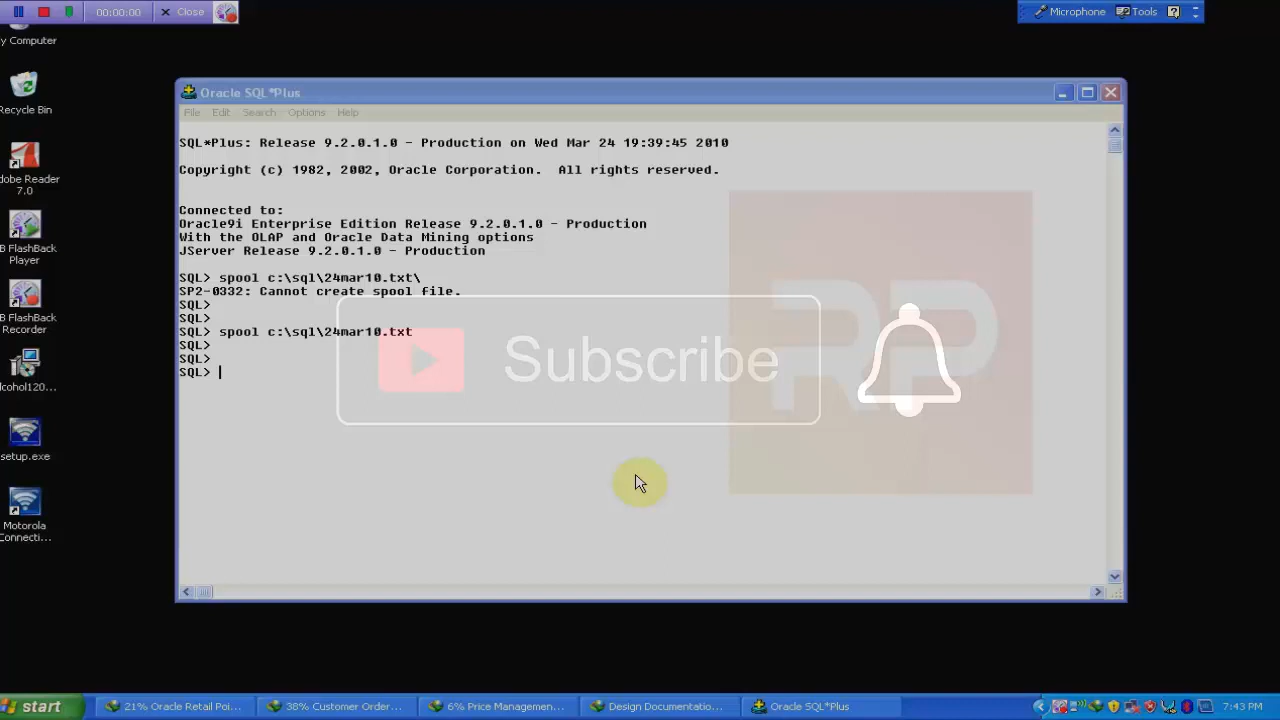 00:00:00
Close
Microphone
Tools
y Computer
Recycle Bin
dobe Reader
7.0
B FlashBack
Player
B FlashBack
Recorder
lcohol120...
setup.exe
Motorola
Connecti...
Oracle SQL*Plus
File Edit Search Options Help
SQL*Plus: Release 9.2.0.1.0 - Production on Wed Mar 24 19:39:45 2010
Copyright (c) 1982, 2002, Oracle Corporation.  All rights reserved.
Connected to:
Oracle9i Enterprise Edition Release 9.2.0.1.0 - Production
With the OLAP and Oracle Data Mining options
JServer Release 9.2.0.1.0 - Production
SQL> spool c:\sql\24mar10.txt\
SP2-0332: Cannot create spool file.
SQL>
SQL>
SQL> spool c:\sql\24mar10.txt
SQL>
SQL>
SQL>
Subscribe
RP
start
21% Oracle Retail Poi...
38% Customer Order...
6% Price Managemen...
Design Documentatio...
Oracle SQL*Plus
7:43 PM